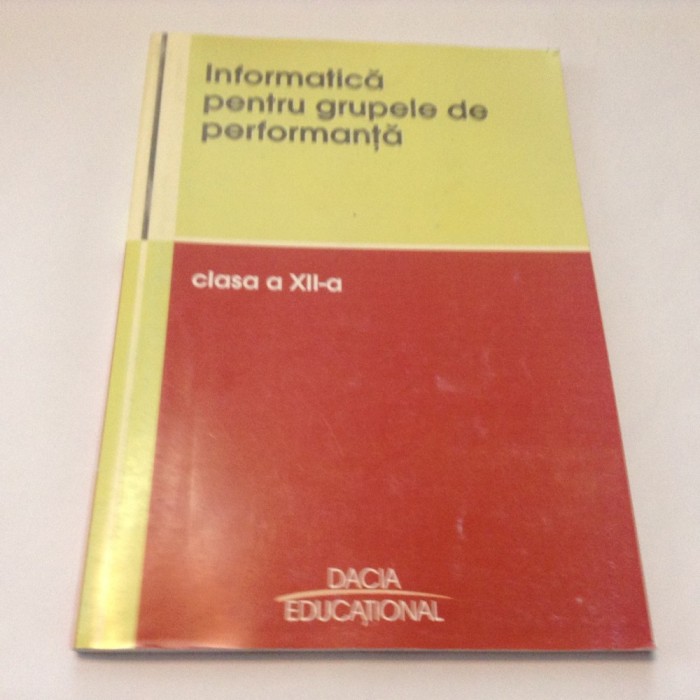 Informatică
pentru grupele de
performanță
clasa a XII-a
DACIA
EDUCAȚIONAL